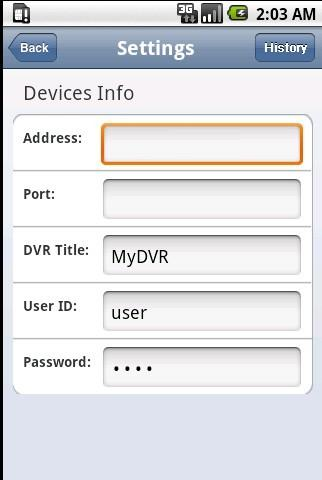 3G 2:03 AM
Back Settings History
Devices Info
Address:
Port:
DVR Title: MyDVR
User ID: user
Password: ••••